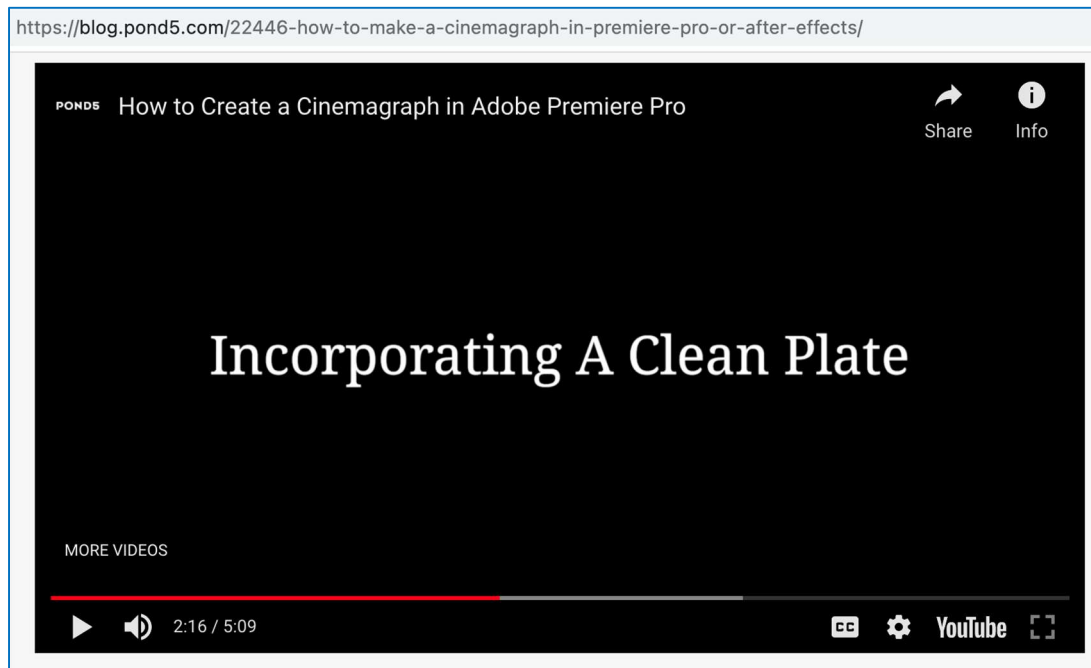 https://blog.pond5.com/22446-how-to-make-a-cinemagraph-in-premiere-pro-or-after-effects/
POND5 How to Create a Cinemagraph in Adobe Premiere Pro
Share Info
Incorporating A Clean Plate
MORE VIDEOS
2:16 / 5:09 CC YouTube